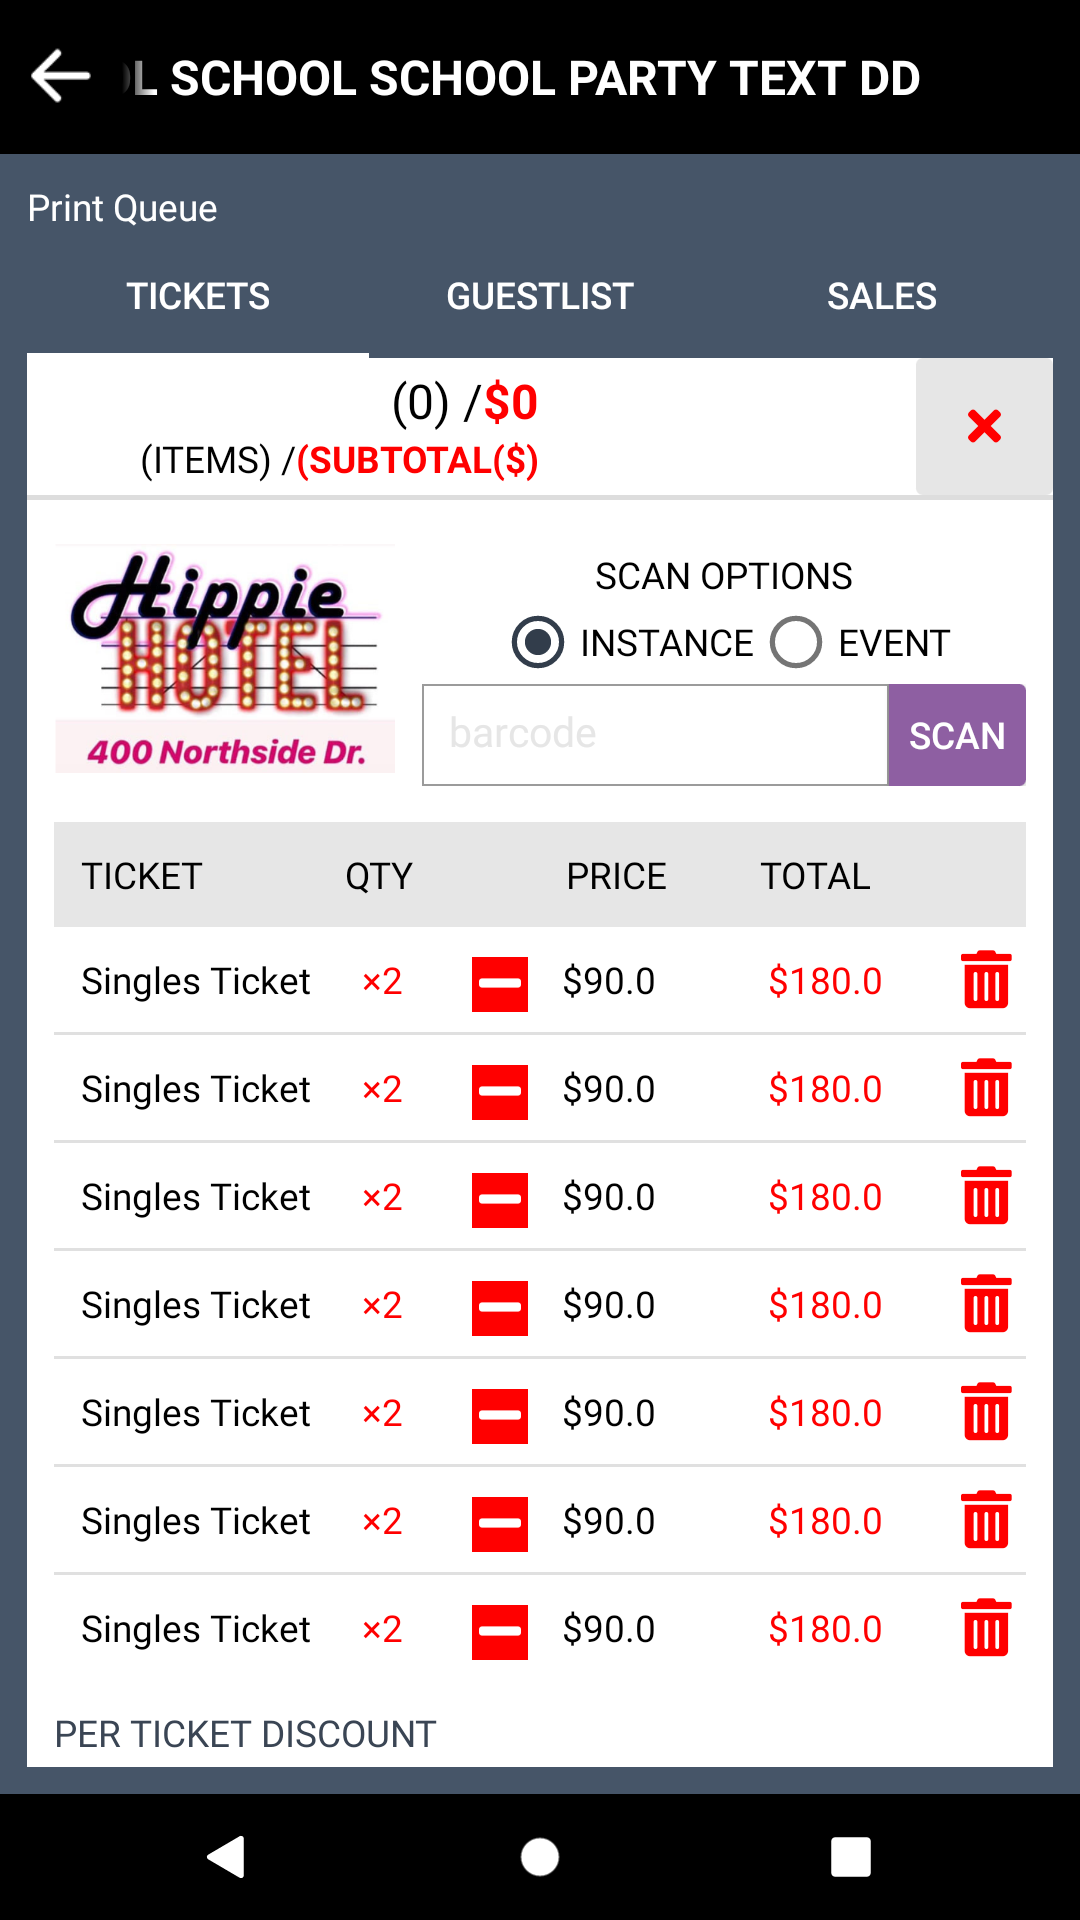 L SCHOOL SCHOOL PARTY TEXT DD
Print Queue
TICKETS GUESTLIST SALES
(0) /$0
(ITEMS) /(SUBTOTAL($)
Hippie
HOTEL
400 Northside Dr.
SCAN OPTIONS
INSTANCE EVENT
barcode SCAN
TICKET QTY PRICE TOTAL
Singles Ticket ×2 $90.0 $180.0
Singles Ticket ×2 $90.0 $180.0
Singles Ticket ×2 $90.0 $180.0
Singles Ticket ×2 $90.0 $180.0
Singles Ticket ×2 $90.0 $180.0
Singles Ticket ×2 $90.0 $180.0
Singles Ticket ×2 $90.0 $180.0
PER TICKET DISCOUNT